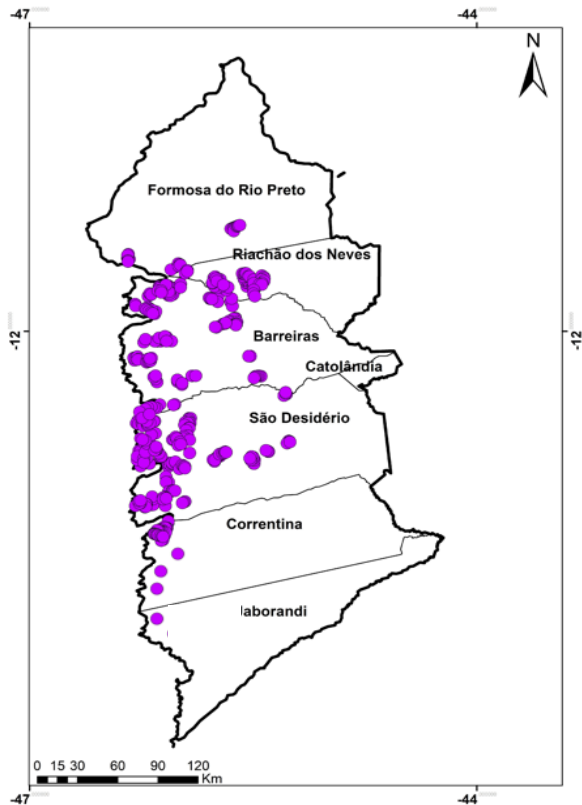 -47
-44
N
Formosa do Rio Preto
Riachão dos Neves
-12
-12
Barreiras
Catolândia
São Desidério
Correntina
Jaborandi
0 15 30 60 90 120
Km
-47
-44